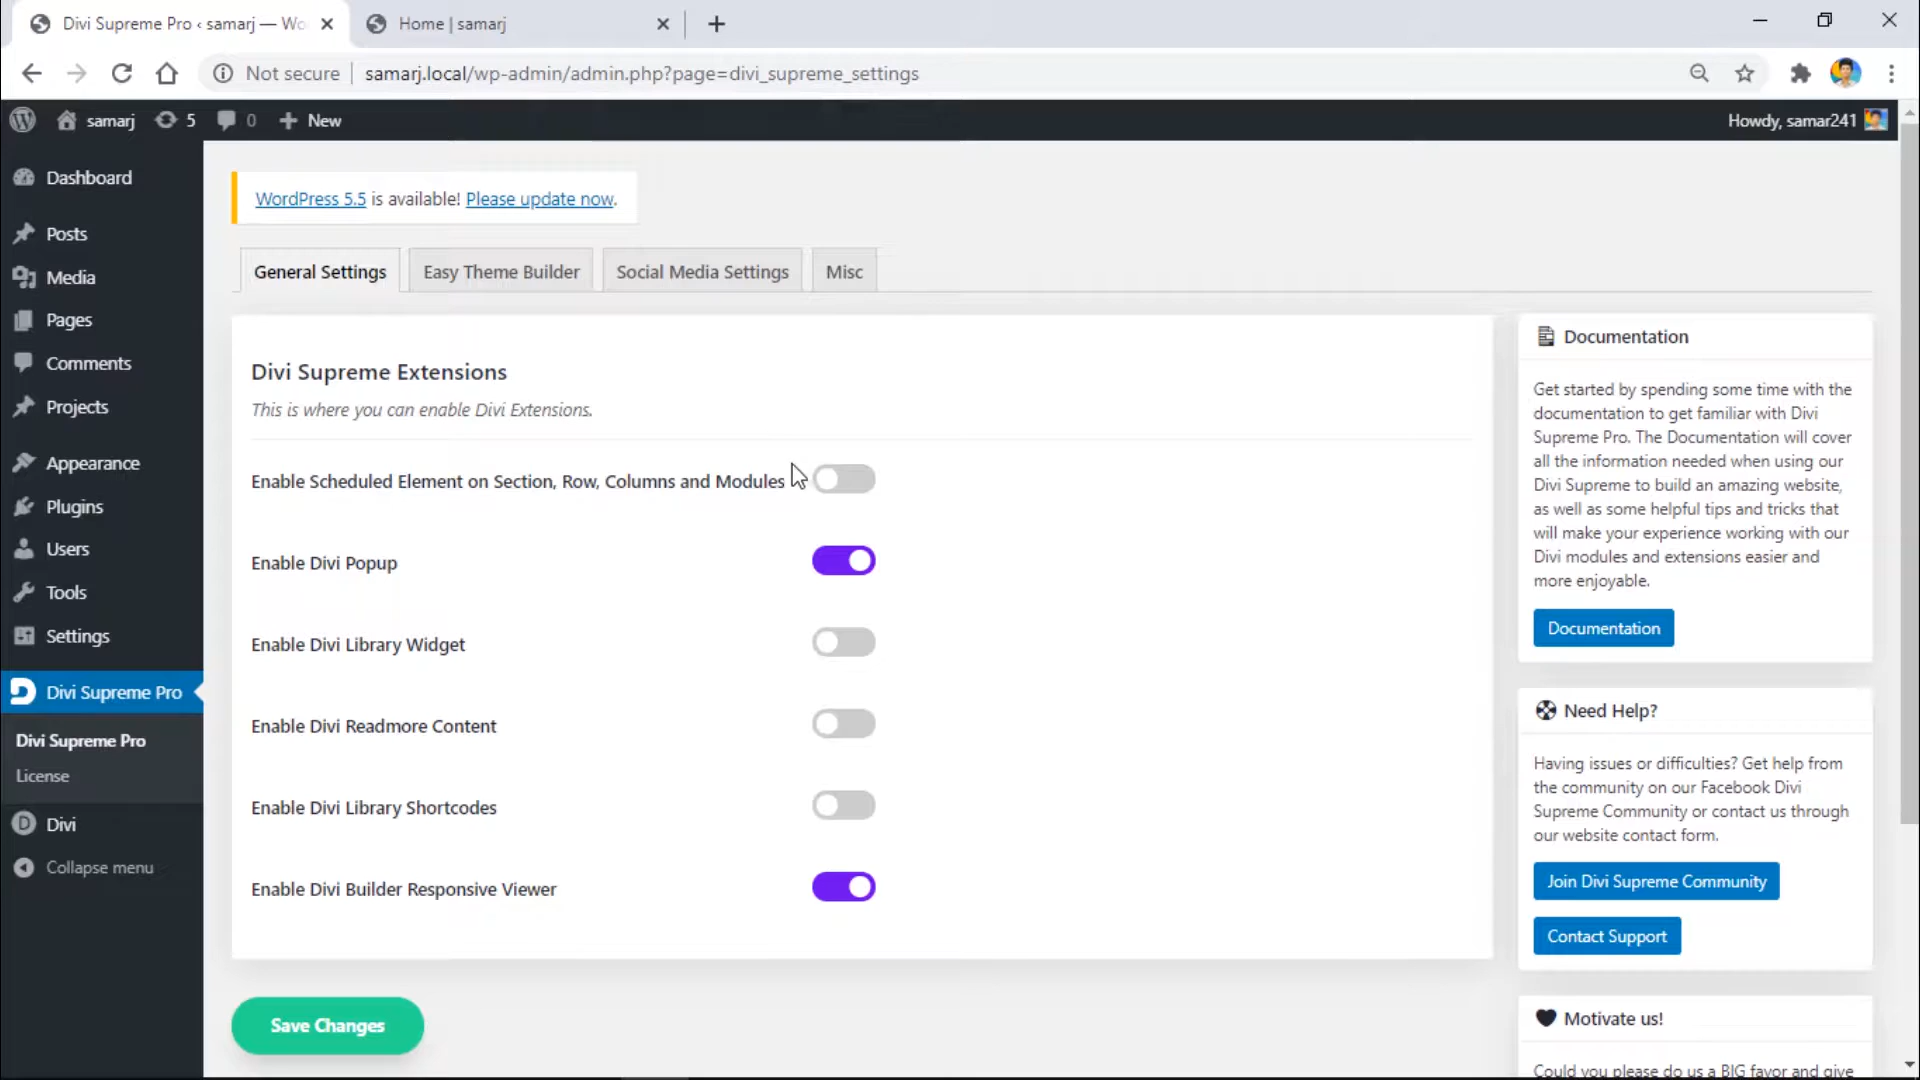 Divi Supreme Pro ‹ samarj — Wo
Home | samarj
Not secure
samarj.local/wp-admin/admin.php?page=divi_supreme_settings
samarj
5
0
New
Howdy, samar241
Dashboard
Posts
Media
Pages
Comments
Projects
Appearance
Plugins
Users
Tools
Settings
Divi Supreme Pro
Divi Supreme Pro
License
Divi
Collapse menu
WordPress 5.5 is available! Please update now.
General Settings
Easy Theme Builder
Social Media Settings
Misc
Divi Supreme Extensions
This is where you can enable Divi Extensions.
Enable Scheduled Element on Section, Row, Columns and Modules
Enable Divi Popup
Enable Divi Library Widget
Enable Divi Readmore Content
Enable Divi Library Shortcodes
Enable Divi Builder Responsive Viewer
Save Changes
Documentation
Get started by spending some time with the
documentation to get familiar with Divi
Supreme Pro. The Documentation will cover
all the information needed when using our
Divi Supreme to build an amazing website,
as well as some helpful tips and tricks that
will make your experience working with our
Divi modules and extensions easier and
more enjoyable.
Documentation
Need Help?
Having issues or difficulties? Get help from
the community on our Facebook Divi
Supreme Community or contact us through
our website contact form.
Join Divi Supreme Community
Contact Support
Motivate us!
Could you please do us a BIG favor and give